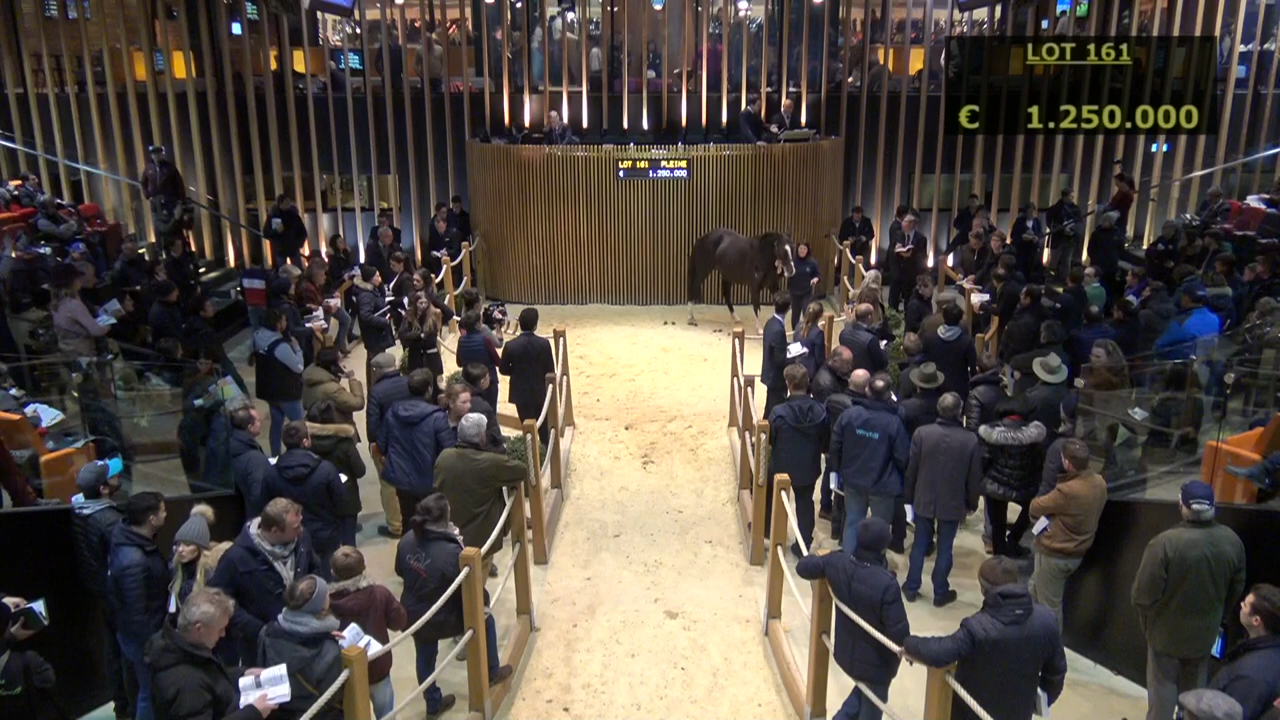 LOT 161
€ 1.250.000
LOT 161 PLEINE
€ 1.250.000